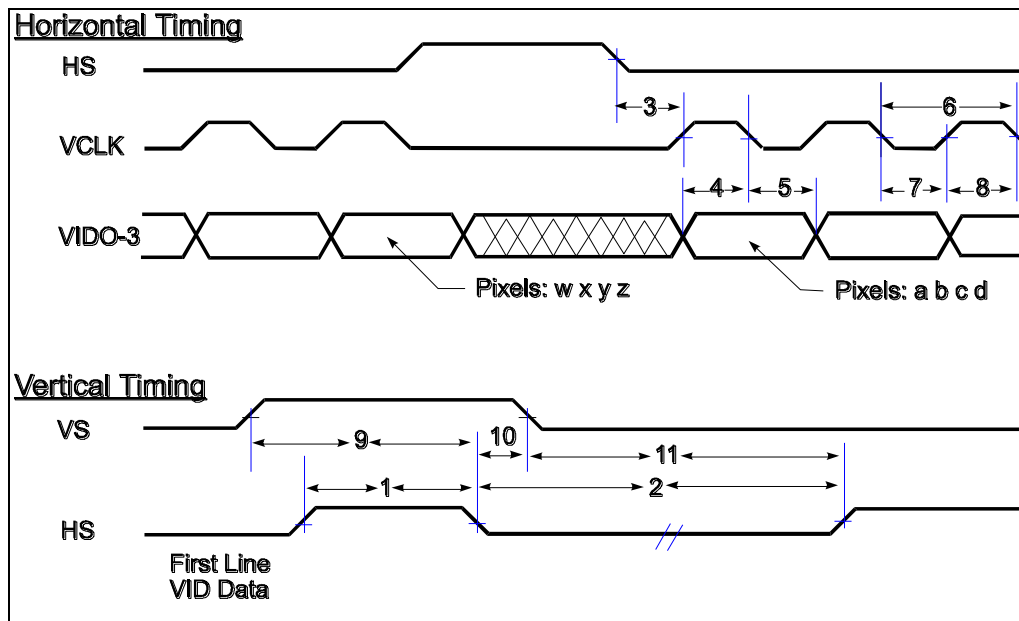 Horizontal Timing
HS
3
6
VCLK
4
5
7
8
VIDO-3
Pixels: w x y z
Pixels: a b c d
Vertical Timing
VS
9
10
11
1
2
HS
First Line
VID Data